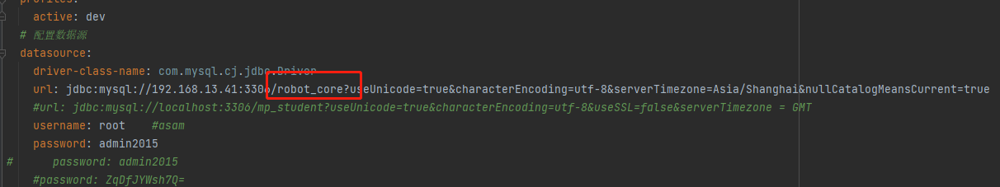 profiles:
active: dev
# 配置数据源
datasource:
driver-class-name: com.mysql.cj.jdbc.Driver
url: jdbc:mysql://192.168.13.41:3306/robot_core?useUnicode=true&characterEncoding=utf-8&serverTimezone=Asia/Shanghai&nullCatalogMeansCurrent=true
#url: jdbc:mysql://localhost:3306/mp_student?useUnicode=true&characterEncoding=utf-8&useSSL=false&serverTimezone = GMT
username: root    #asam
password: admin2015
#      password: admin2015
#password: ZqDfJYWsh7Q=